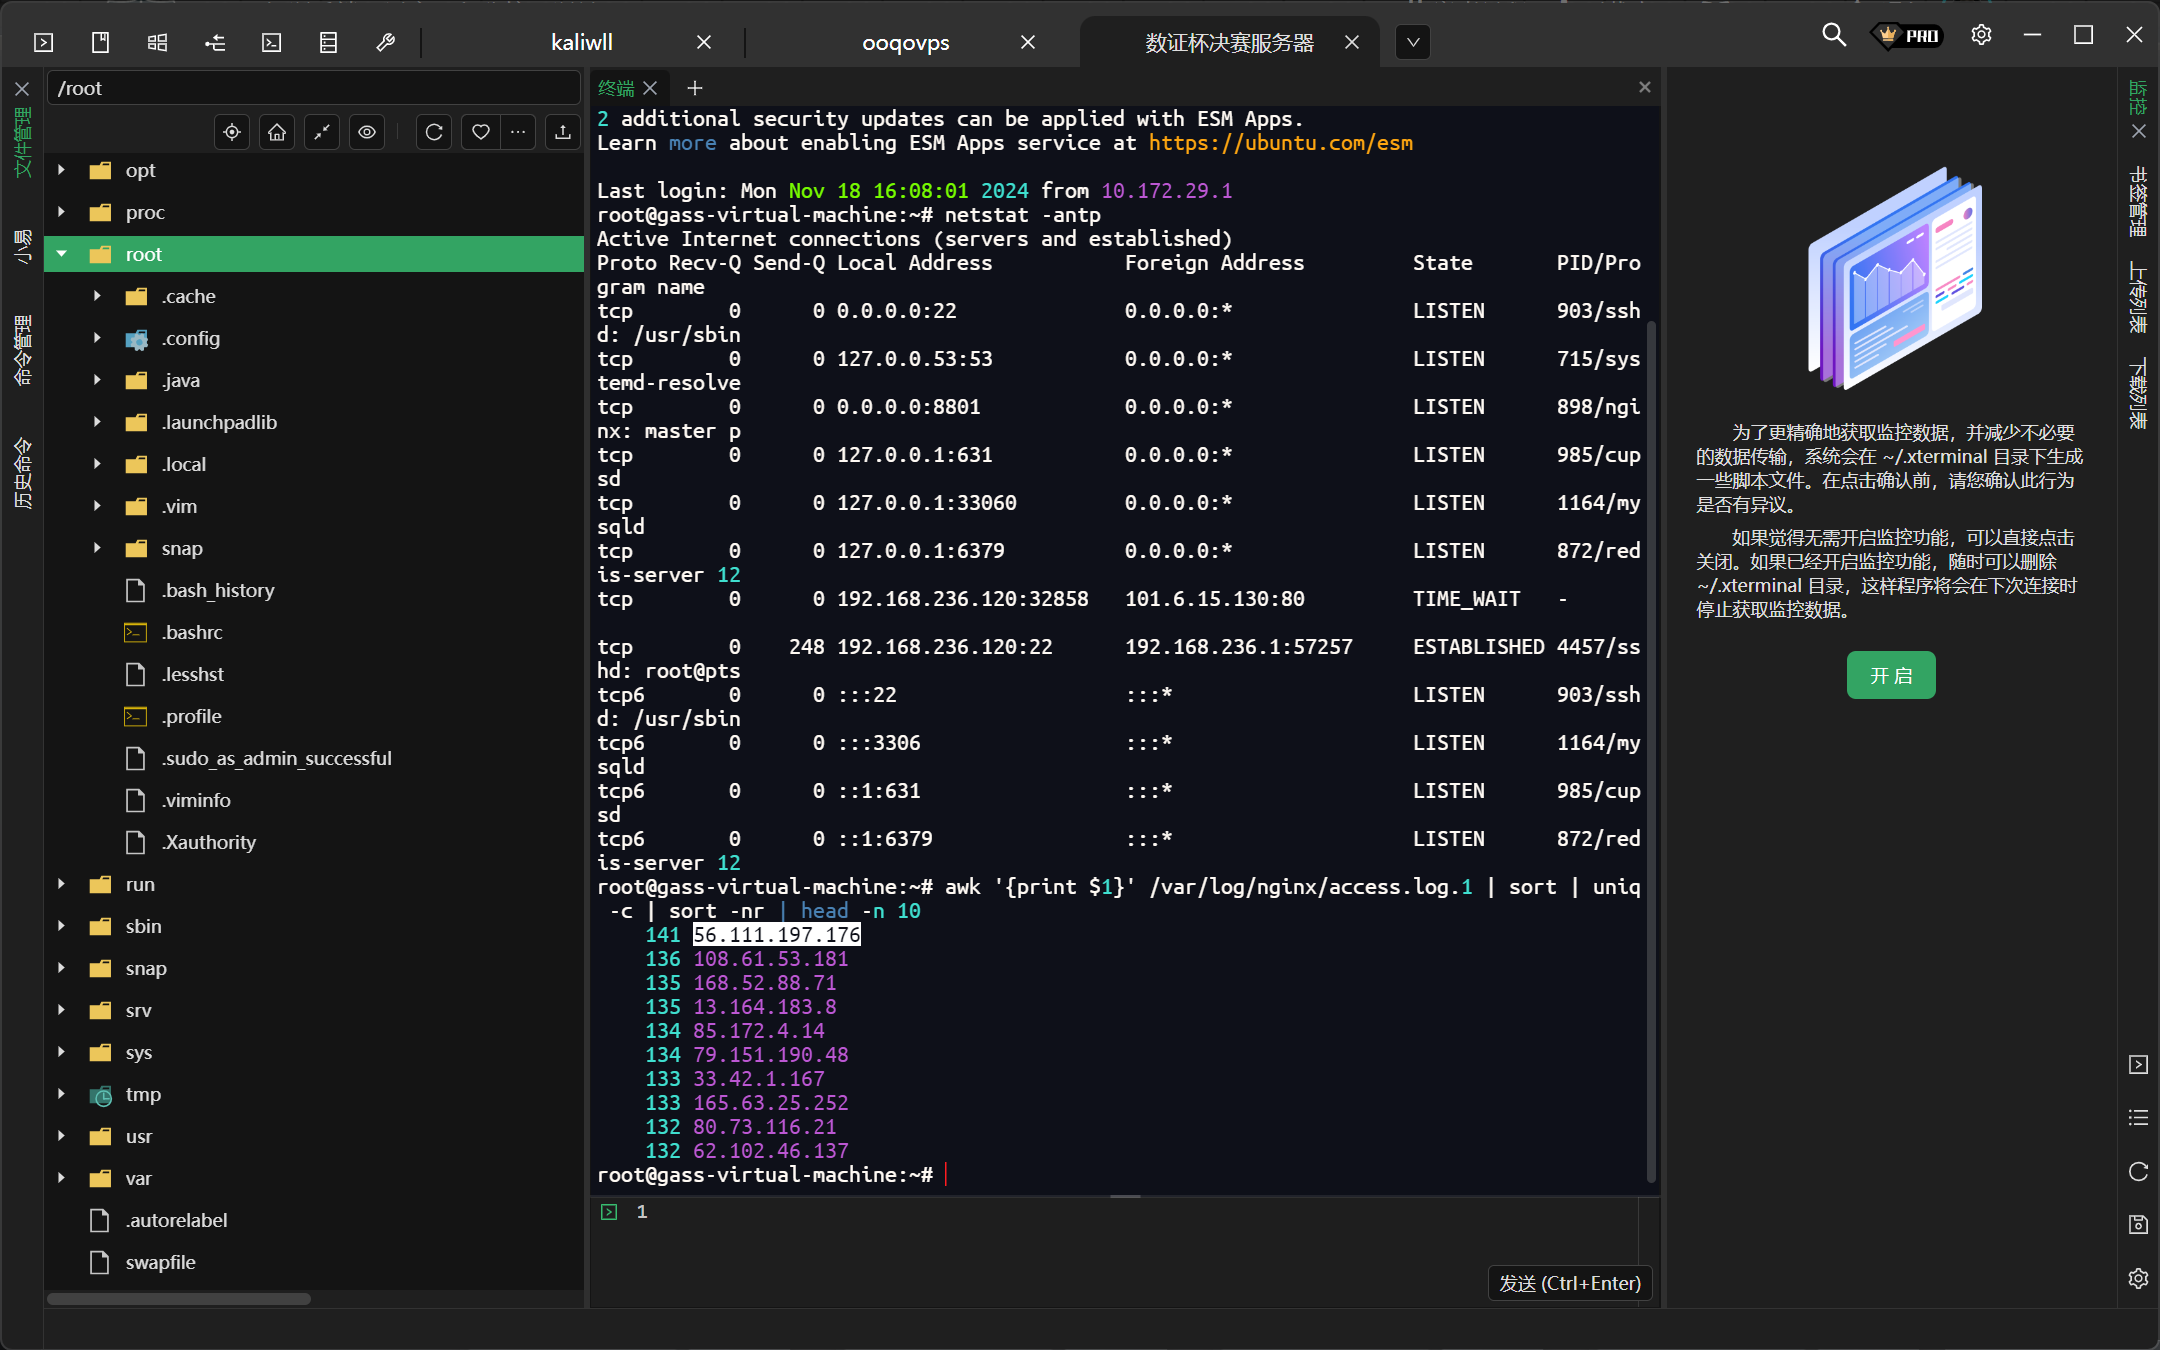 kaliwll
ooqovps
数证杯决赛服务器
PRO
文件管理
小易
命令管理
历史命令
/root
opt
proc
root
.cache
.config
.java
.launchpadlib
.local
.vim
snap
.bash_history
.bashrc
.lesshst
.profile
.sudo_as_admin_successful
.viminfo
.Xauthority
run
sbin
snap
srv
sys
tmp
usr
var
.autorelabel
swapfile
终端
2 additional security updates can be applied with ESM Apps.
Learn more about enabling ESM Apps service at https://ubuntu.com/esm
Last login: Mon Nov 18 16:08:01 2024 from 10.172.29.1
root@gass-virtual-machine:~# netstat -antp
Active Internet connections (servers and established)
Proto Recv-Q Send-Q Local Address           Foreign Address         State       PID/Pro
gram name
tcp        0      0 0.0.0.0:22              0.0.0.0:*               LISTEN      903/ssh
d: /usr/sbin
tcp        0      0 127.0.0.53:53           0.0.0.0:*               LISTEN      715/sys
temd-resolve
tcp        0      0 0.0.0.0:8801            0.0.0.0:*               LISTEN      898/ngi
nx: master p
tcp        0      0 127.0.0.1:631           0.0.0.0:*               LISTEN      985/cup
sd
tcp        0      0 127.0.0.1:33060         0.0.0.0:*               LISTEN      1164/my
sqld
tcp        0      0 127.0.0.1:6379          0.0.0.0:*               LISTEN      872/red
is-server 12
tcp        0      0 192.168.236.120:32858   101.6.15.130:80         TIME_WAIT   -
tcp        0    248 192.168.236.120:22      192.168.236.1:57257     ESTABLISHED 4457/ss
hd: root@pts
tcp6       0      0 :::22                   :::*                    LISTEN      903/ssh
d: /usr/sbin
tcp6       0      0 :::3306                 :::*                    LISTEN      1164/my
sqld
tcp6       0      0 ::1:631                 :::*                    LISTEN      985/cup
sd
tcp6       0      0 ::1:6379                :::*                    LISTEN      872/red
is-server 12
root@gass-virtual-machine:~# awk '{print $1}' /var/log/nginx/access.log.1 | sort | uniq
 -c | sort -nr | head -n 10
    141 56.111.197.176
    136 108.61.53.181
    135 168.52.88.71
    135 13.164.183.8
    134 85.172.4.14
    134 79.151.190.48
    133 33.42.1.167
    133 165.63.25.252
    132 80.73.116.21
    132 62.102.46.137
root@gass-virtual-machine:~#
1
发送 (Ctrl+Enter)
为了更精确地获取监控数据，并减少不必要
的数据传输，系统会在 ~/.xterminal 目录下生成
一些脚本文件。在点击确认前，请您确认此行为
是否有异议。
如果觉得无需开启监控功能，可以直接点击
关闭。如果已经开启监控功能，随时可以删除
~/.xterminal 目录，这样程序将会在下次连接时
停止获取监控数据。
开启
监控
书签管理
上传列表
下载列表